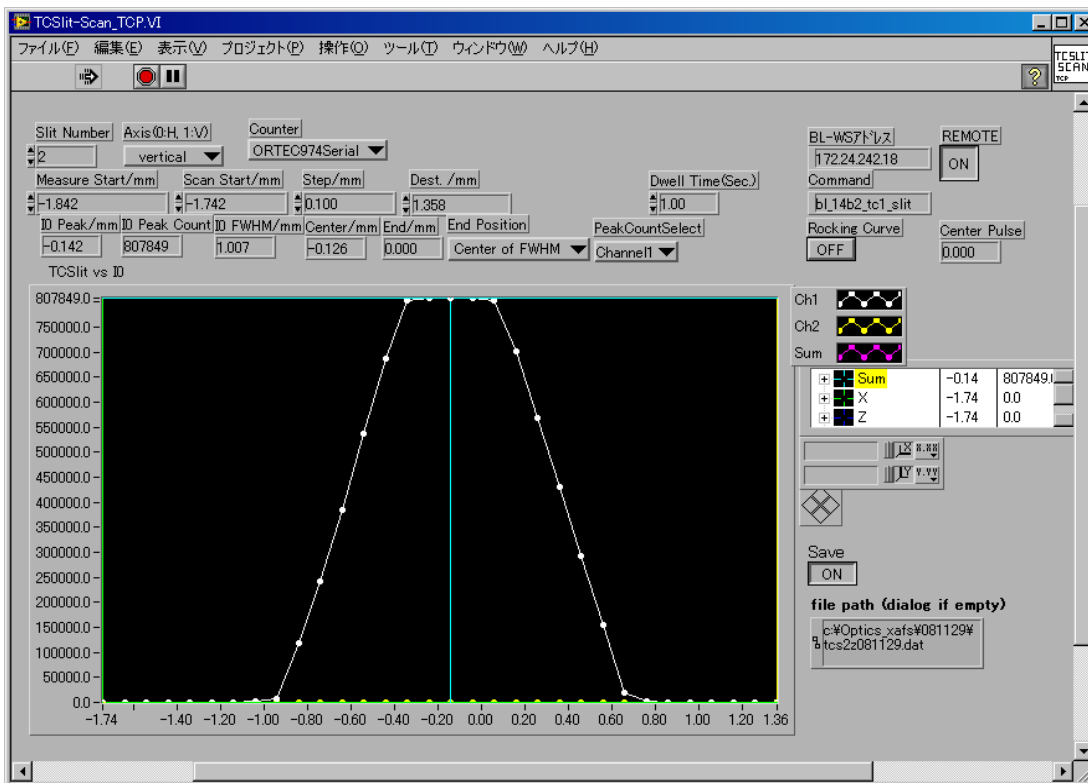 TCSlit-Scan_TCP.VI
ファイル(F) 編集(E) 表示(V) プロジェクト(P) 操作(O) ツール(T) ウィンドウ(W) ヘルプ(H)
TCSLIT
SCAN
TCP
?
Slit Number Axis(0:H, 1:V) Counter
2 vertical ORTEC974Serial
BL-WSアドレス REMOTE
172.24.242.18 ON
Measure Start/mm Scan Start/mm Step/mm Dest. /mm Dwell Time(Sec.) Command
-1.842 -1.742 0.100 1.358 1.00 bl_14b2_tc1_slit
I0 Peak/mm I0 Peak Count I0 FWHM/mm Center/mm End/mm End Position PeakCountSelect Rocking Curve Center Pulse
-0.142 807849 1.007 -0.126 0.000 Center of FWHM Channel1 OFF 0.000
TCSlit vs I0
807849.0
750000.0
700000.0
650000.0
600000.0
550000.0
500000.0
450000.0
400000.0
350000.0
300000.0
250000.0
200000.0
150000.0
100000.0
50000.0
0.0
-1.74 -1.40 -1.20 -1.00 -0.80 -0.60 -0.40 -0.20 0.00 0.20 0.40 0.60 0.80 1.00 1.20 1.36
Ch1
Ch2
Sum
Sum -0.14 807849.
X -1.74 0.0
Z -1.74 0.0
X X.XX
Y Y.YY
Save
ON
file path (dialog if empty)
c:¥Optics_xafs¥081129¥
tcs2z081129.dat